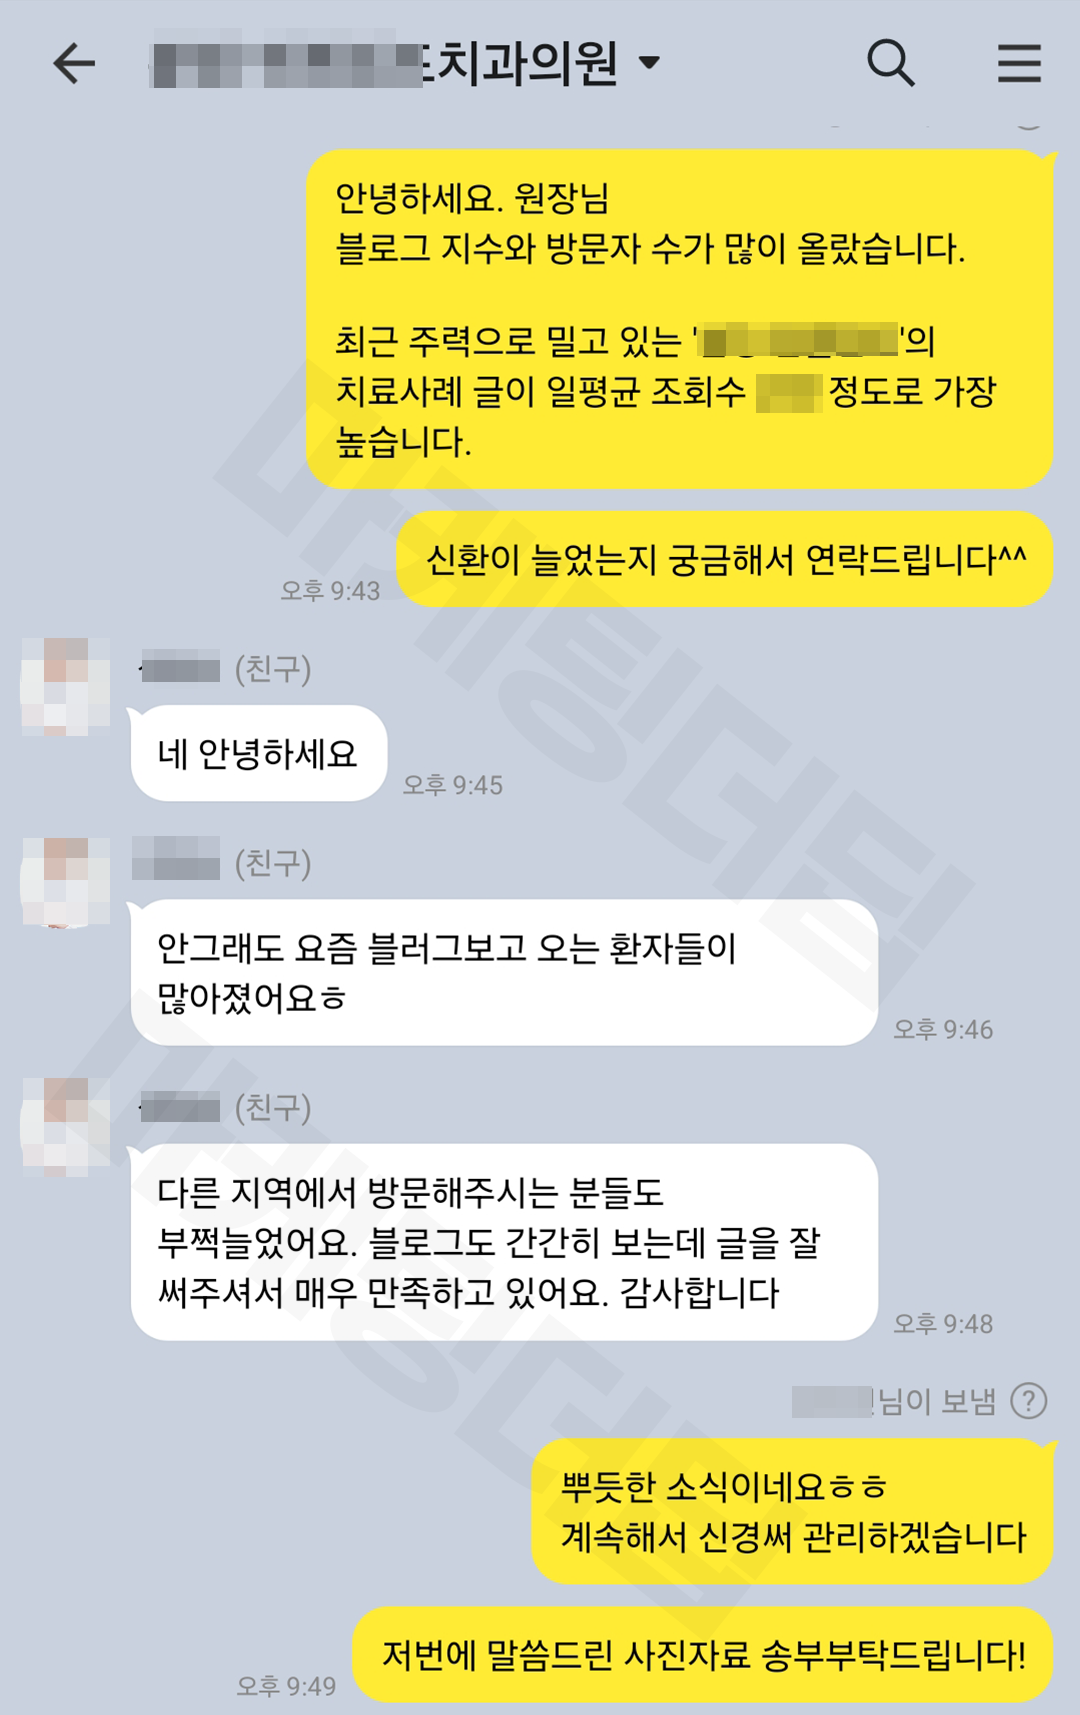 치과의원
안녕하세요. 원장님
블로그 지수와 방문자 수가 많이 올랐습니다.
최근 주력으로 밀고 있는 '  '의
치료사례 글이 일평균 조회수 정도로 가장
높습니다.
신환이 늘었는지 궁금해서 연락드립니다^^
오후 9:43
(친구)
네 안녕하세요
오후 9:45
(친구)
안그래도 요즘 블러그보고 오는 환자들이
많아졌어요ㅎ
오후 9:46
(친구)
다른 지역에서 방문해주시는 분들도
부쩍늘었어요. 블로그도 간간히 보는데 글을 잘
써주셔서 매우 만족하고 있어요. 감사합니다
오후 9:48
님이 보냄 ?
뿌듯한 소식이네요ㅎㅎ
계속해서 신경써 관리하겠습니다
저번에 말씀드린 사진자료 송부부탁드립니다!
오후 9:49
마케팅더딥
마케팅더딥